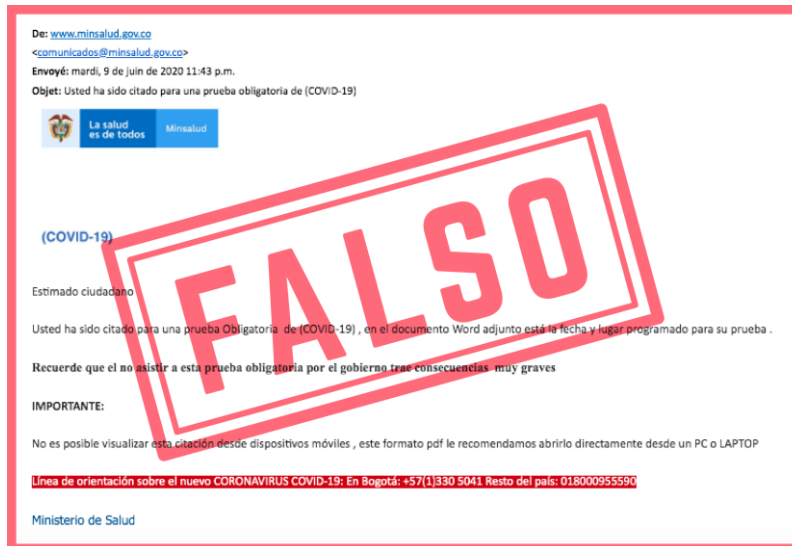 De: www.minsalud.gov.co
<comunicados@minsalud.gov.co>
Envoyé: mardi, 9 de juin de 2020 11:43 p.m.
Objet: Usted ha sido citado para una prueba obligatoria de (COVID-19)
La salud
es de todos
Minsalud
(COVID-19)
FALSO
Estimado ciudadano
Usted ha sido citado para una prueba Obligatoria de (COVID-19) , en el documento Word adjunto está la fecha y lugar programado para su prueba .
Recuerde que el no asistir a esta prueba obligatoria por el gobierno trae consecuencias muy graves
IMPORTANTE:
No es posible visualizar esta citación desde dispositivos móviles , este formato pdf le recomendamos abrirlo directamente desde un PC o LAPTOP
Línea de orientación sobre el nuevo CORONAVIRUS COVID-19: En Bogotá: +57(1)330 5041 Resto del país: 018000955590
Ministerio de Salud